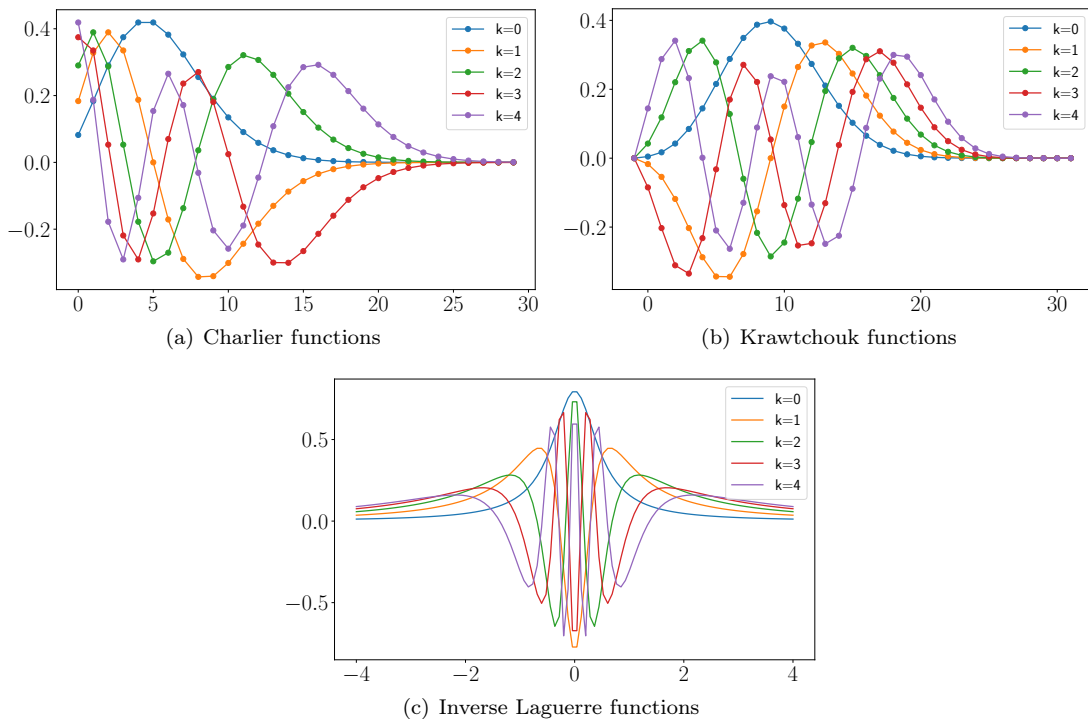 0.4
0.2
0.0
−0.2
0 5 10 15 20 25 30
k=0
k=1
k=2
k=3
k=4
(a) Charlier functions
0.4
0.2
0.0
−0.2
0 10 20 30
k=0
k=1
k=2
k=3
k=4
(b) Krawtchouk functions
0.5
0.0
−0.5
−4 −2 0 2 4
k=0
k=1
k=2
k=3
k=4
(c) Inverse Laguerre functions